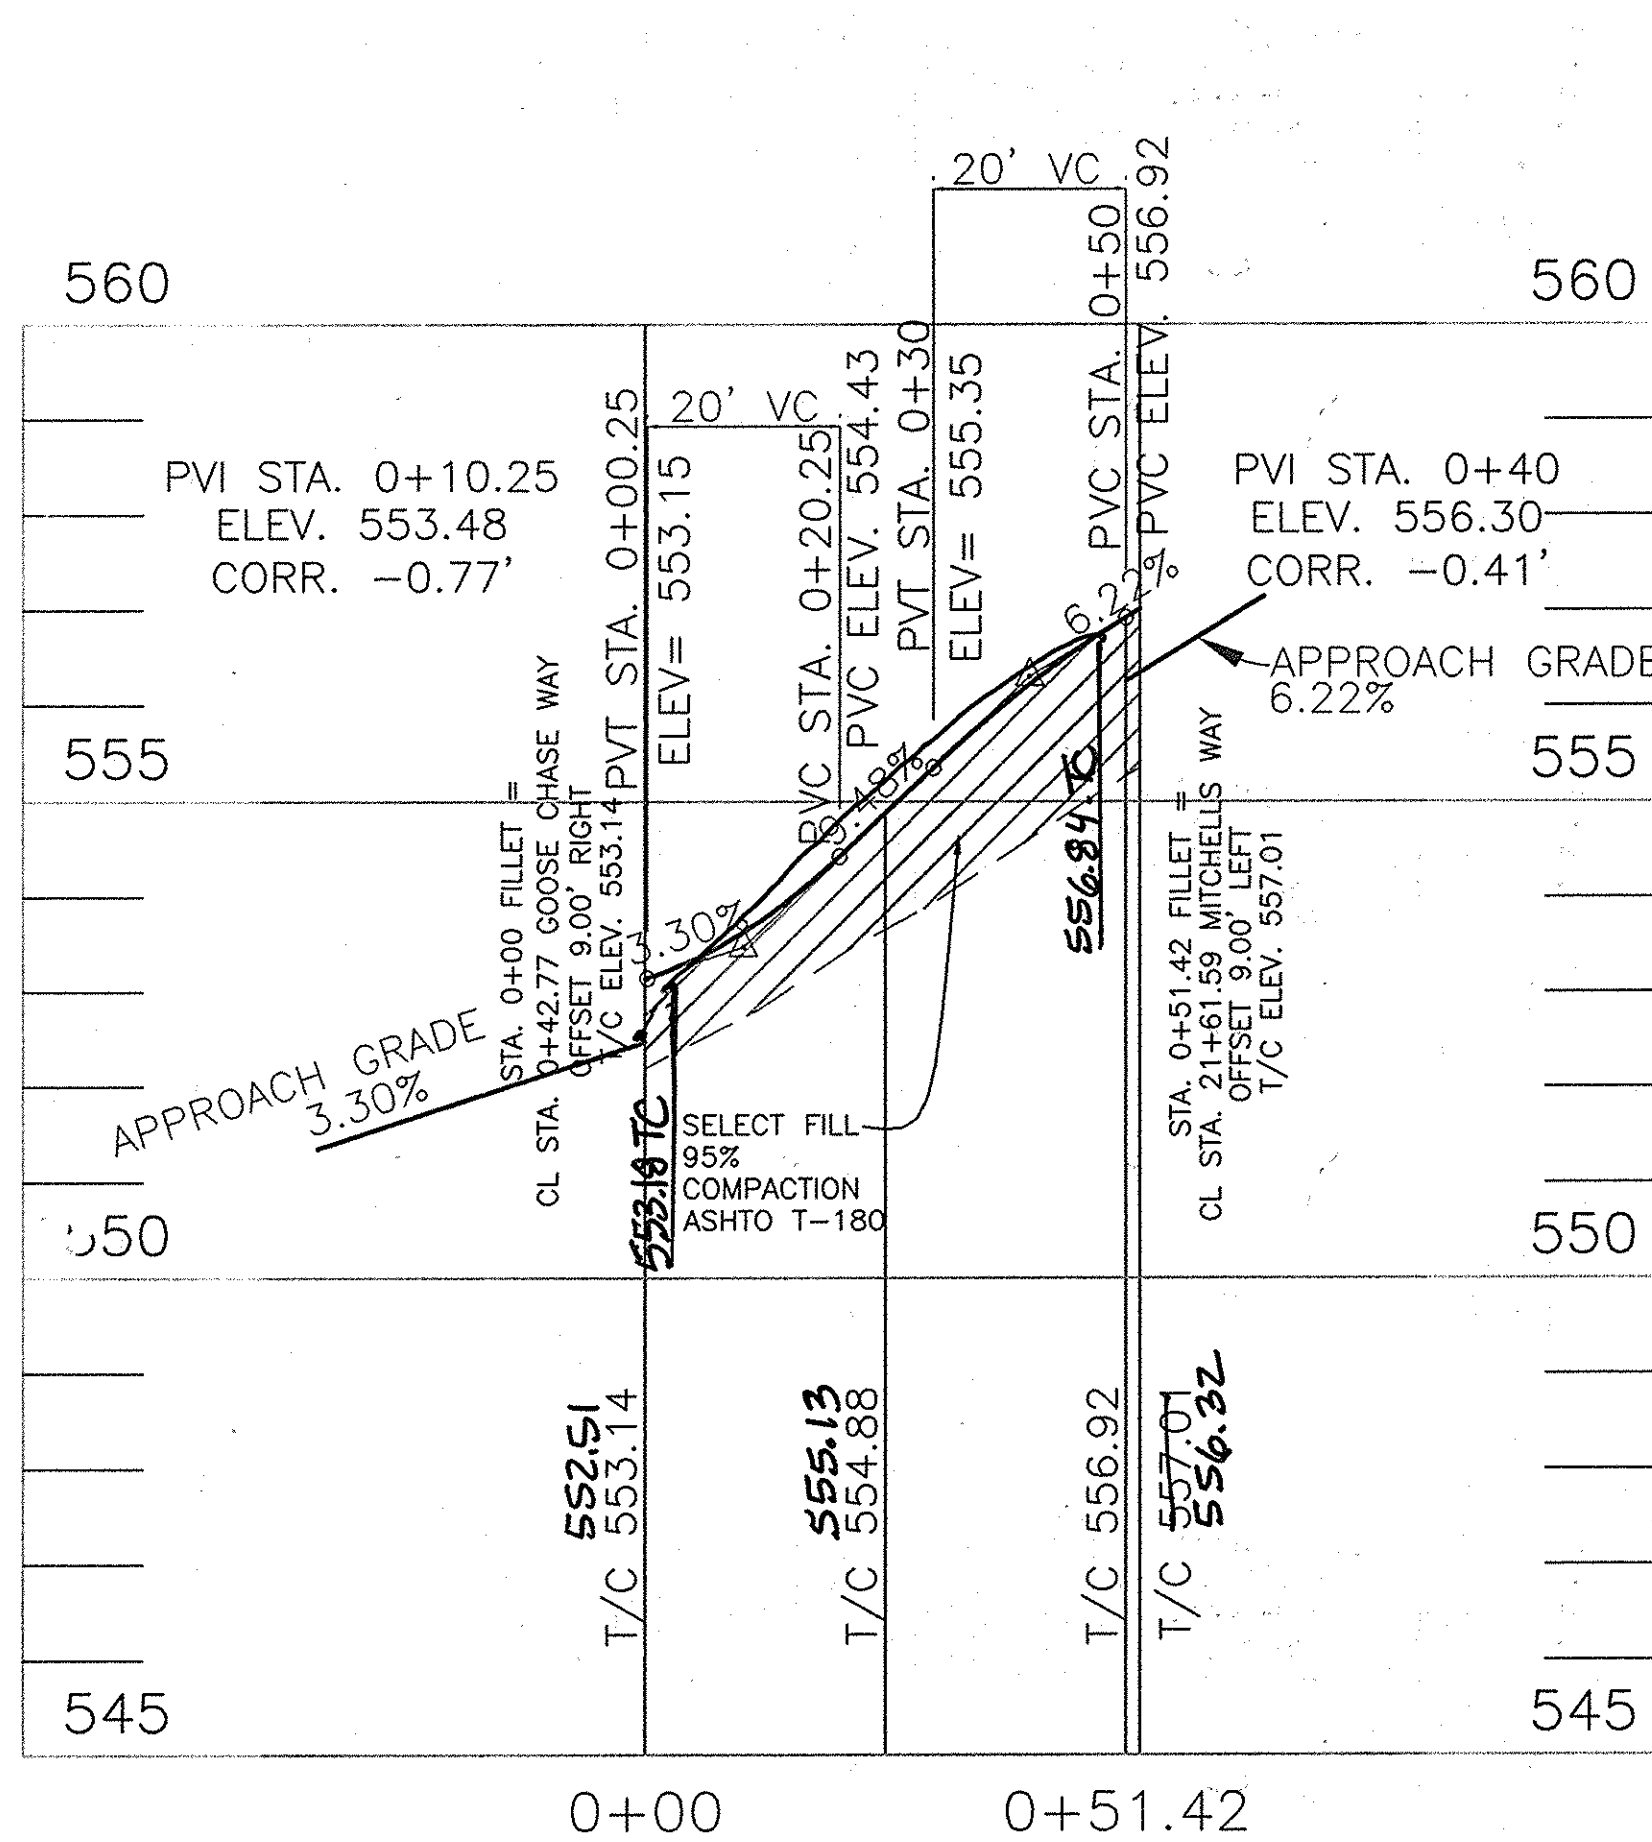 20' VC
PVC STA. 0+50
PVC ELEV. 556.92
560
560
20' VC
PVI STA. 0+10.25
ELEV. 553.48
CORR. -0.77'
PVT STA. 0+00.25
ELEV= 553.15
PVC STA. 0+20.25
PVC ELEV. 554.43
PVT STA. 0+30
ELEV= 555.35
PVI STA. 0+40
ELEV. 556.30
CORR. -0.41'
6.22%
APPROACH GRADE
6.22%
555
555
9.48%
3.30%
STA. 0+00 FILLET =
CL STA. 0+42.77 GOOSE CHASE WAY
OFFSET 9.00' RIGHT
T/C ELEV. 553.14
556.84 TC
STA. 0+51.42 FILLET =
CL STA. 21+61.59 MITCHELLS WAY
OFFSET 9.00' LEFT
T/C ELEV. 557.01
APPROACH GRADE
3.30%
553.18 TC
SELECT FILL
95%
COMPACTION
ASHTO T-180
550
550
552.51
T/C 553.14
555.13
T/C 554.88
T/C 556.92
T/C 557.01
556.32
545
545
0+00
0+51.42